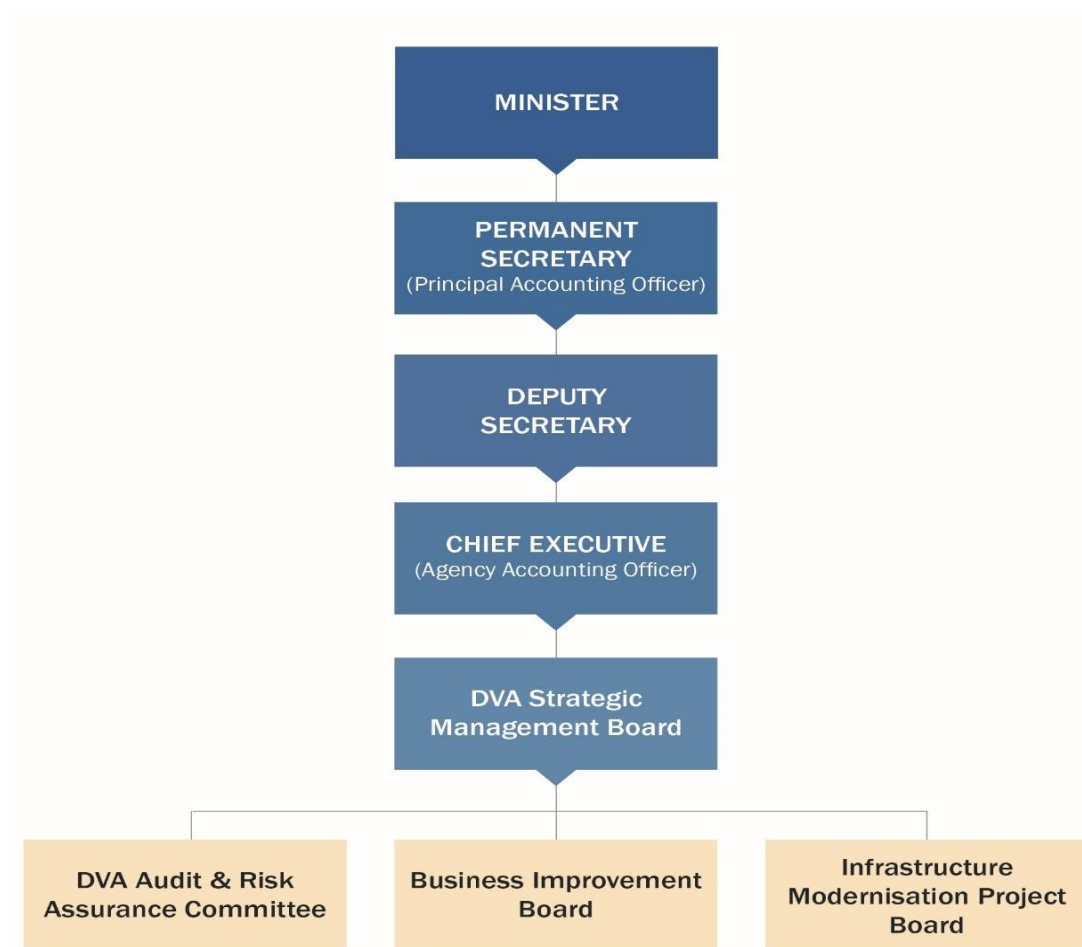 MINISTER
PERMANENT
SECRETARY
(Principal Accounting Officer)
DEPUTY
SECRETARY
CHIEF EXECUTIVE
(Agency Accounting Officer)
DVA Strategic
Management Board
DVA Audit & Risk
Assurance Committee
Business Improvement
Board
Infrastructure
Modernisation Project
Board